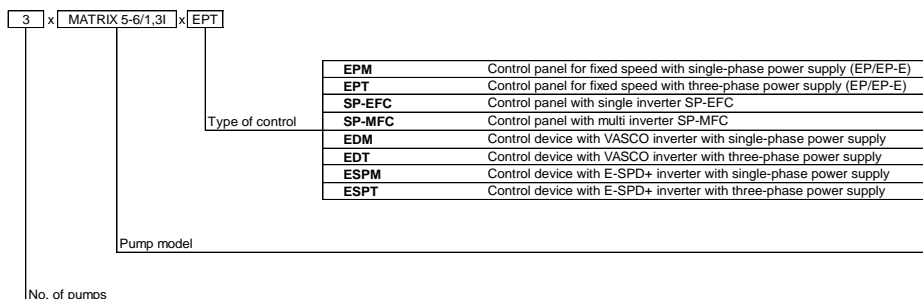 3 x MATRIX 5-6/1,3I x EPT
EPM Control panel for fixed speed with single-phase power supply (EP/EP-E)
EPT Control panel for fixed speed with three-phase power supply (EP/EP-E)
SP-EFC Control panel with single inverter SP-EFC
Type of control SP-MFC Control panel with multi inverter SP-MFC
EDM Control device with VASCO inverter with single-phase power supply
EDT Control device with VASCO inverter with three-phase power supply
ESPM Control device with E-SPD+ inverter with single-phase power supply
ESPT Control device with E-SPD+ inverter with three-phase power supply
Pump model
No. of pumps